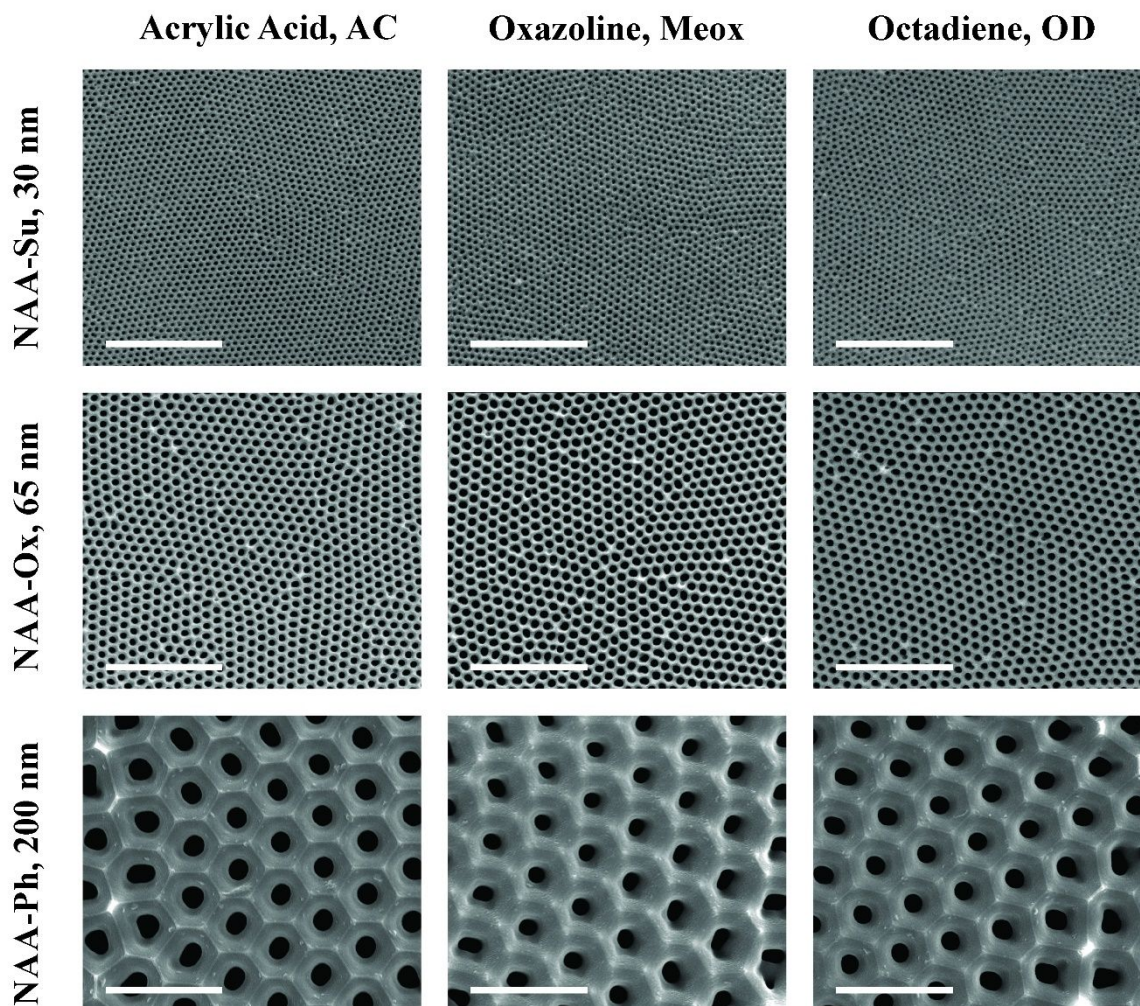 Acrylic Acid, AC
Oxazoline, Meox
Octadiene, OD
NAA-Su, 30 nm
NAA-Ox, 65 nm
NAA-Ph, 200 nm